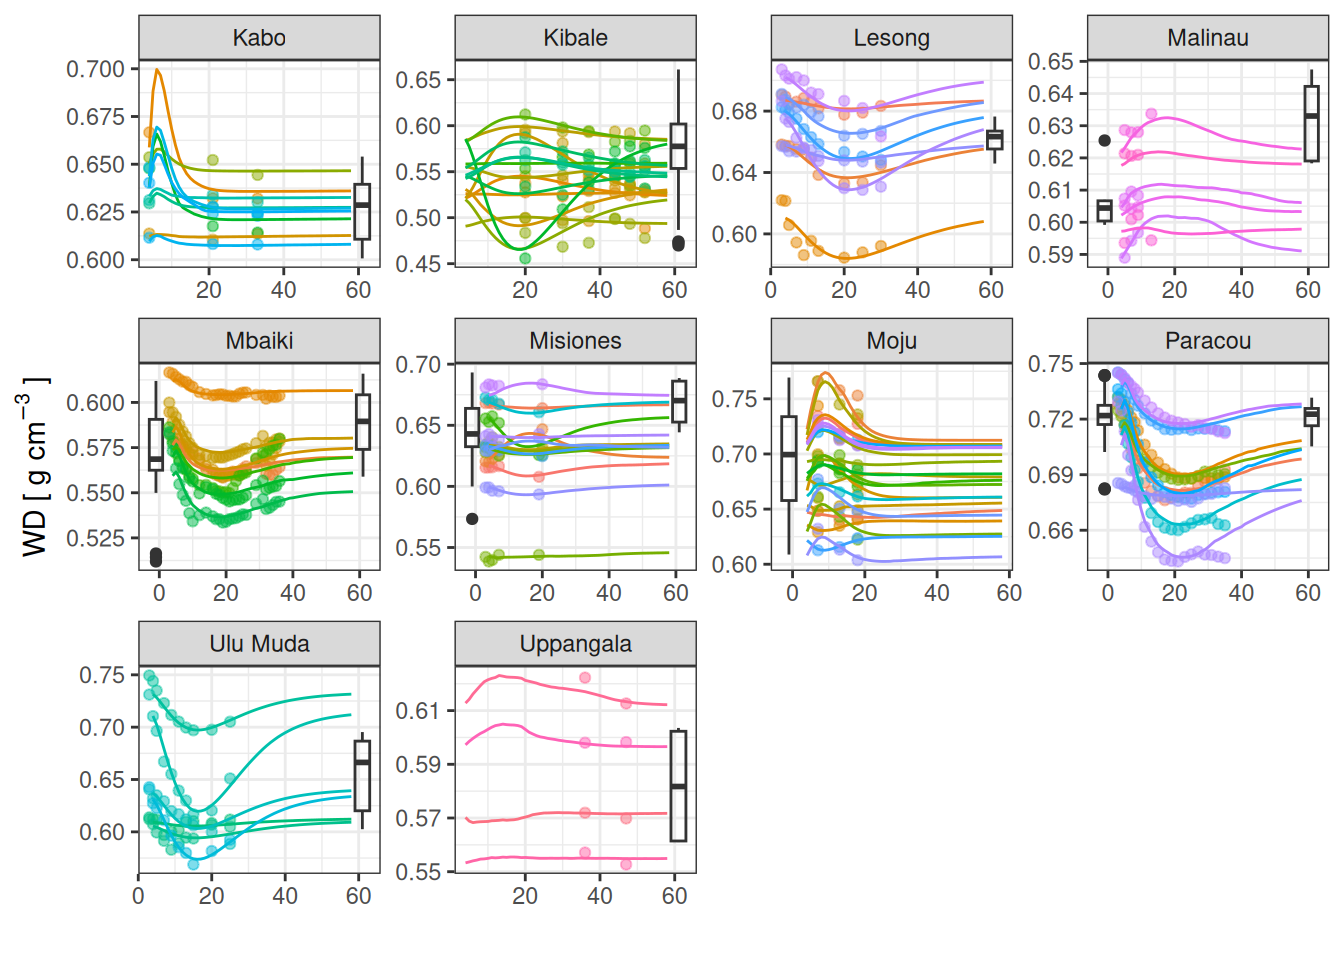 Kabo Kibale Lesong Malinau
0.700 0.675 0.650 0.625 0.600
0.65 0.60 0.55 0.50 0.45
0.68 0.64 0.60
0.65 0.64 0.63 0.62 0.61 0.60 0.59
20 40 60
20 40 60
0 20 40 60
0 20 40 60
Mbaiki Misiones Moju Paracou
0.600 0.575 0.550 0.525
0.70 0.65 0.60 0.55
0.75 0.70 0.65 0.60
0.75 0.72 0.69 0.66
0 20 40 60
0 20 40 60
0 20 40 60
0 20 40 60
WD [ g cm⁻³ ]
Ulu Muda Uppangala
0.75 0.70 0.65 0.60
0.61 0.59 0.57 0.55
0 20 40 60
20 40 60